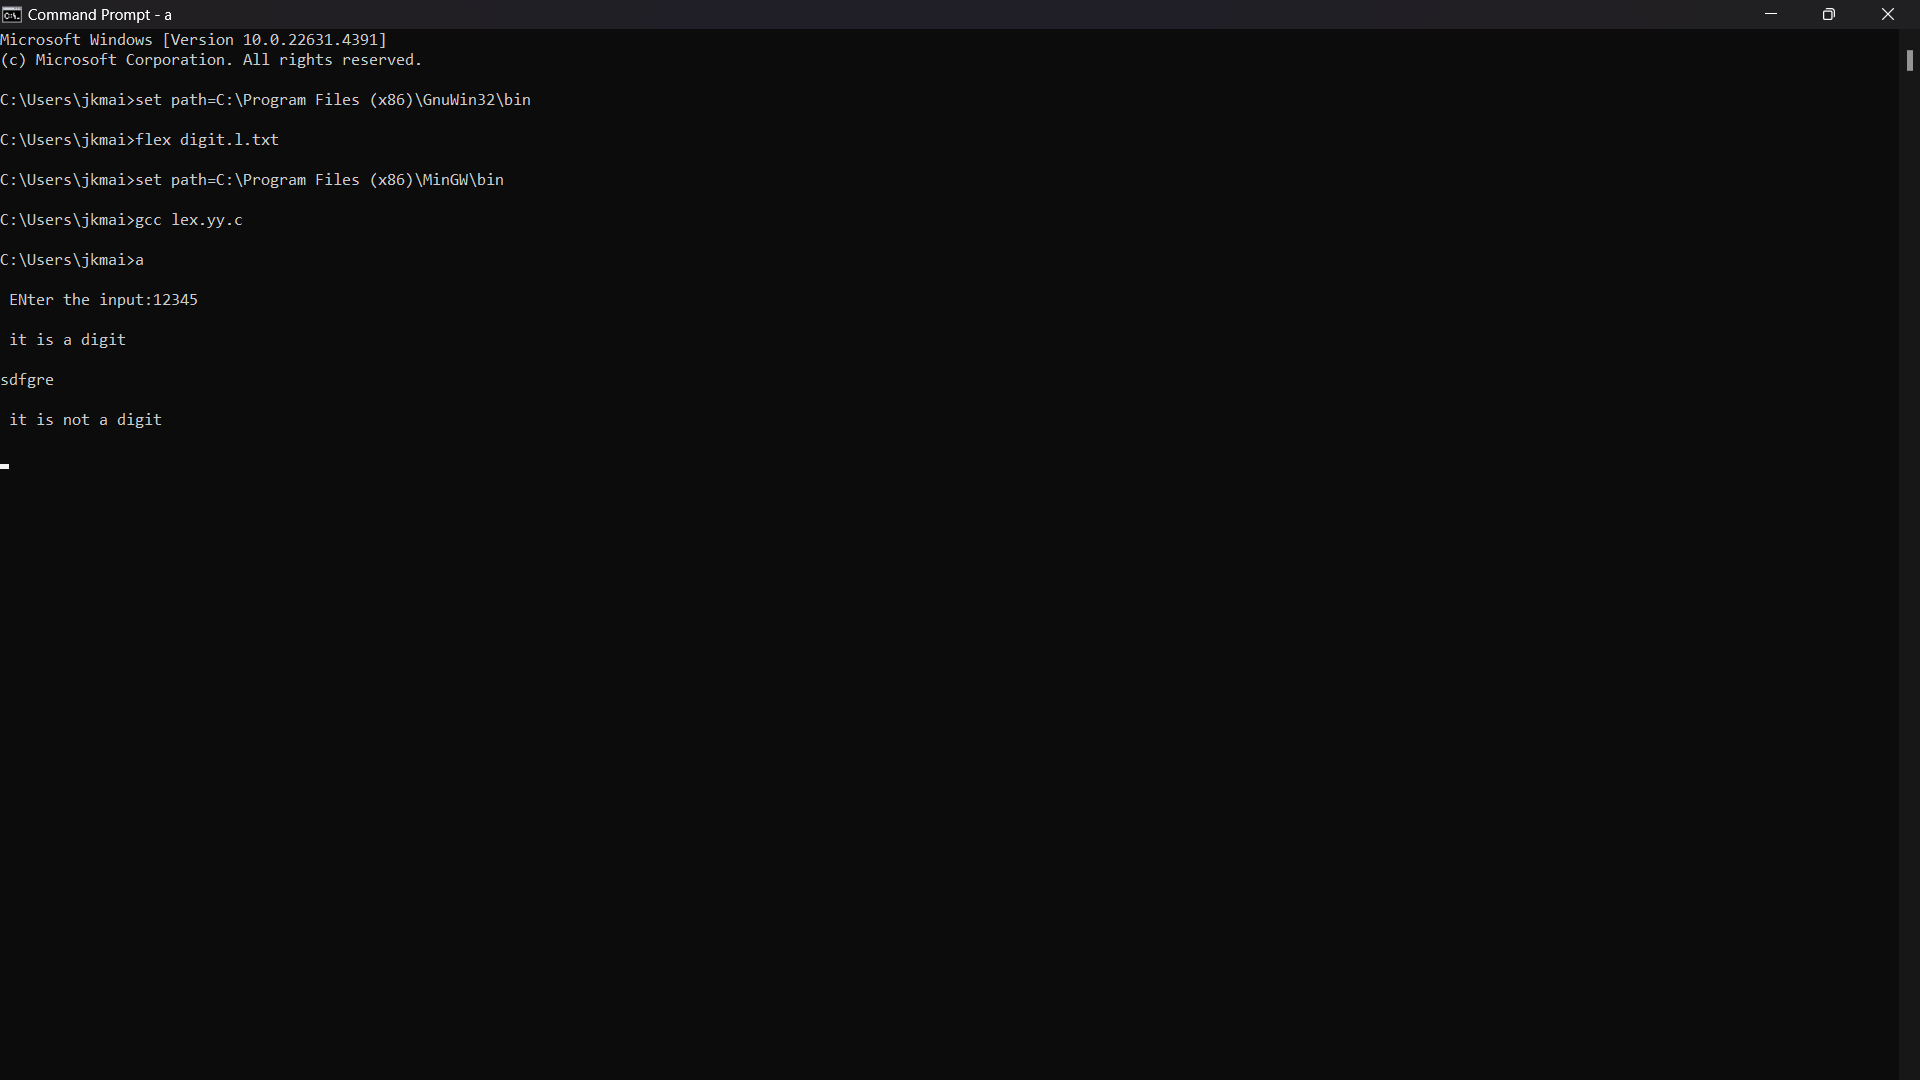 Command Prompt - a
Microsoft Windows [Version 10.0.22631.4391]
(c) Microsoft Corporation. All rights reserved.
C:\Users\jkmai>set path=C:\Program Files (x86)\GnuWin32\bin
C:\Users\jkmai>flex digit.l.txt
C:\Users\jkmai>set path=C:\Program Files (x86)\MinGW\bin
C:\Users\jkmai>gcc lex.yy.c
C:\Users\jkmai>a
ENter the input:12345
it is a digit
sdfgre
it is not a digit